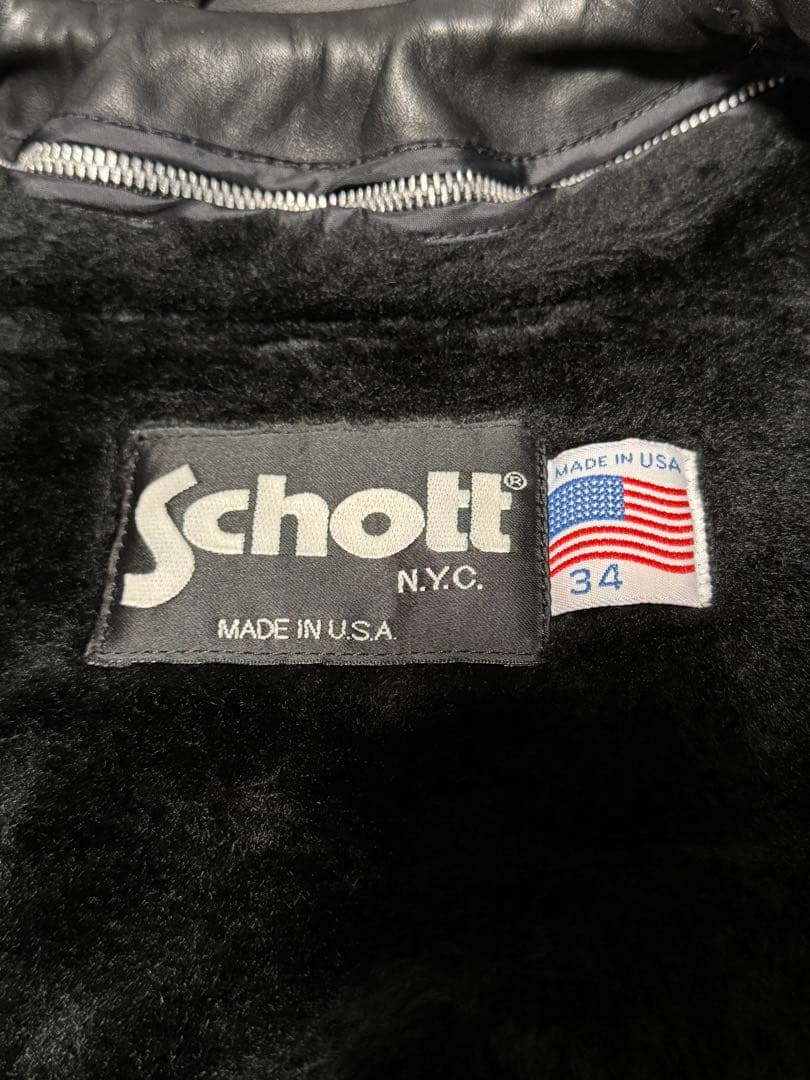 Schott®
N.Y.C.
MADE IN U.S.A.
MADE IN USA
34